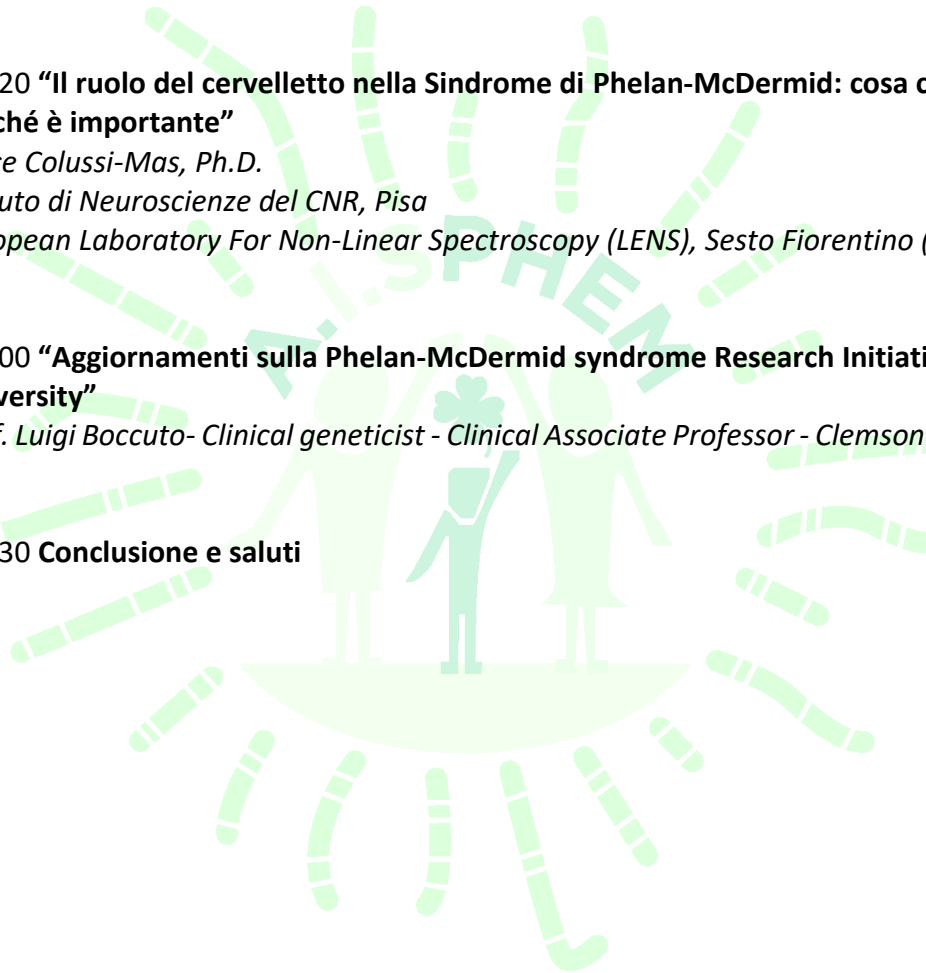 20 “Il ruolo del cervelletto nella Sindrome di Phelan-McDermid: cosa c
ché è importante”
ce Colussi-Mas, Ph.D.
uto di Neuroscienze del CNR, Pisa
opean Laboratory For Non-Linear Spectroscopy (LENS), Sesto Fiorentino (
A.I.SPHEM
00 “Aggiornamenti sulla Phelan-McDermid syndrome Research Initiati
versity”
f. Luigi Boccuto- Clinical geneticist - Clinical Associate Professor - Clemson
30 Conclusione e saluti